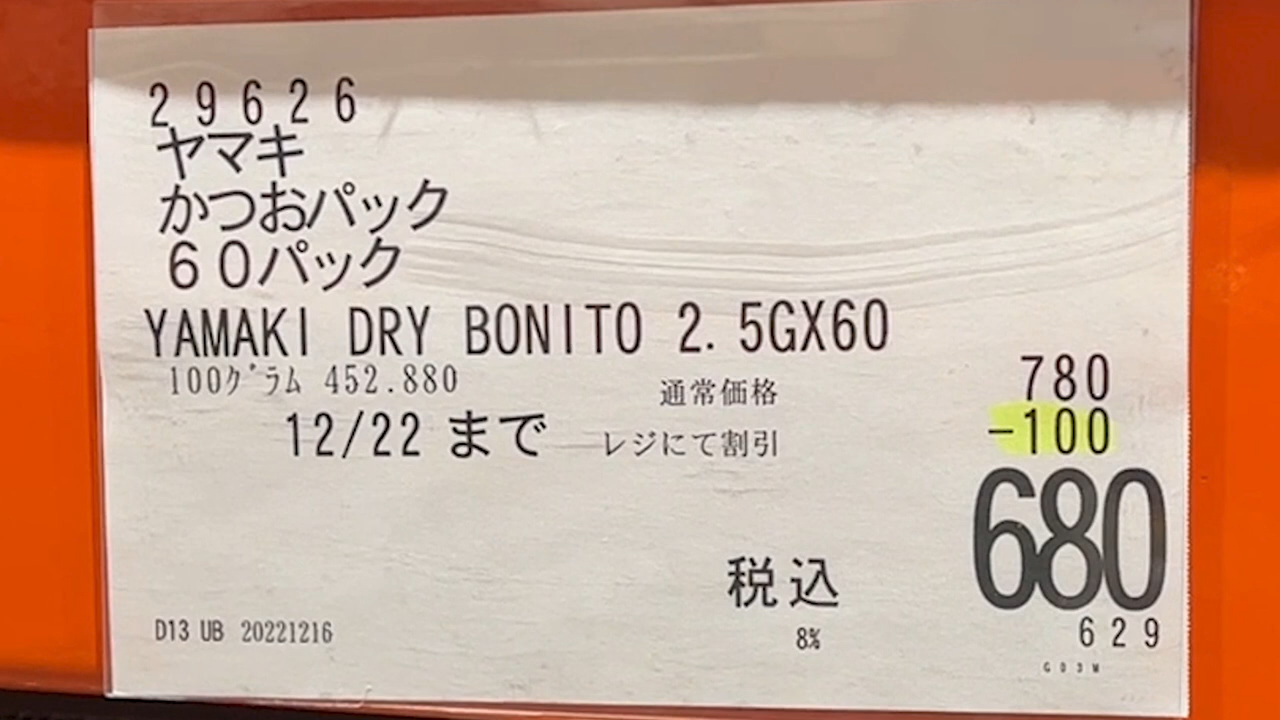 29626
ヤマキ
かつおパック
６０パック
YAMAKI DRY BONITO 2.5GX60
100ｸﾞﾗﾑ 452.880 通常価格 780
12/22 まで レジにて割引 -100
680
税込
8% 629
D13 UB 20221216
G03M